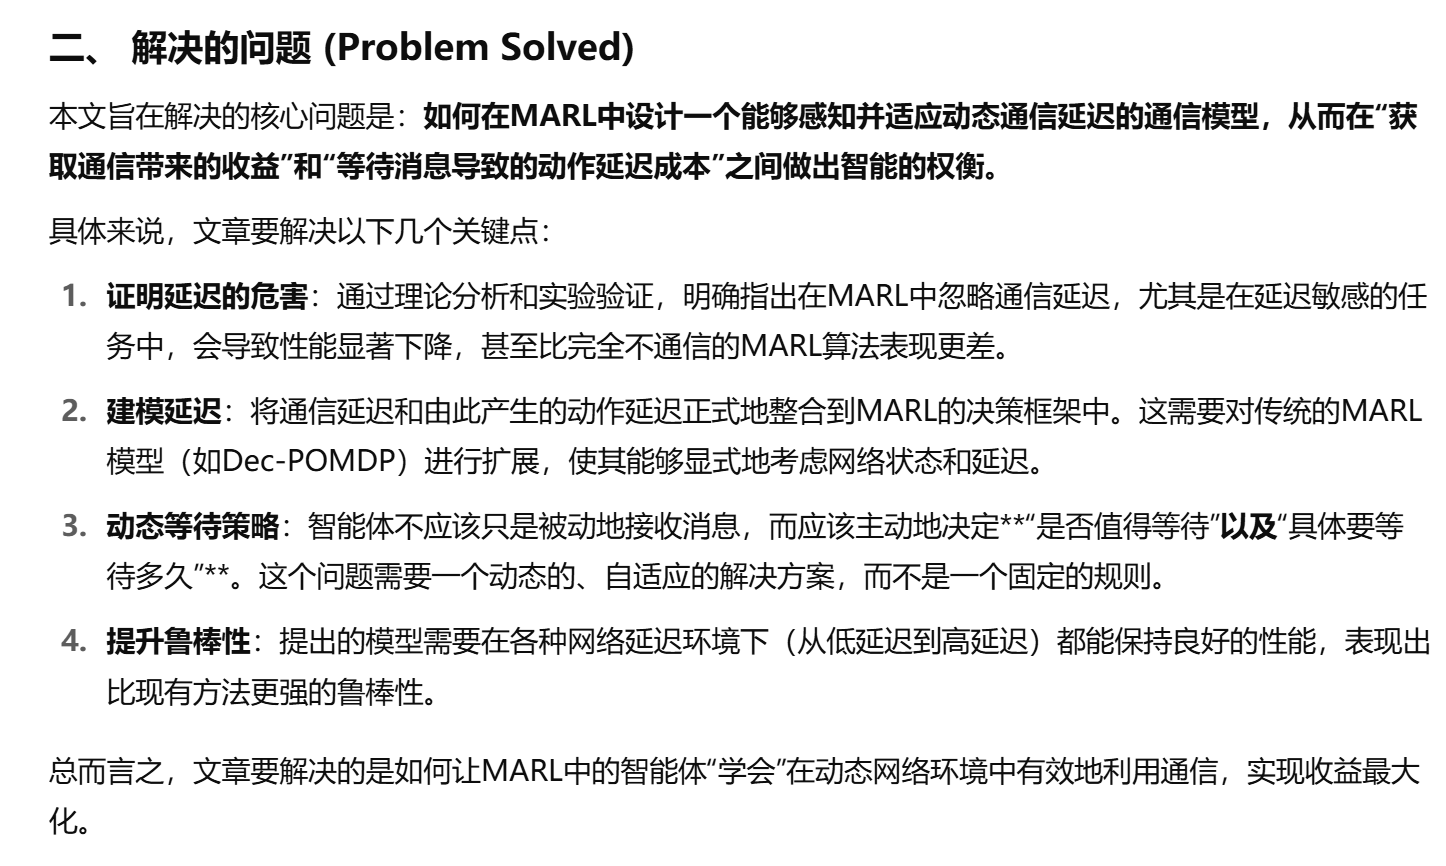 二、 解决的问题 (Problem Solved)
本文旨在解决的核心问题是：如何在MARL中设计一个能够感知并适应动态通信延迟的通信模型，从而在“获
取通信带来的收益”和“等待消息导致的动作延迟成本”之间做出智能的权衡。
具体来说，文章要解决以下几个关键点：
1. 证明延迟的危害：通过理论分析和实验验证，明确指出在MARL中忽略通信延迟，尤其是在延迟敏感的任
务中，会导致性能显著下降，甚至比完全不通信的MARL算法表现更差。
2. 建模延迟：将通信延迟和由此产生的动作延迟正式地整合到MARL的决策框架中。这需要对传统的MARL
模型（如Dec-POMDP）进行扩展，使其能够显式地考虑网络状态和延迟。
3. 动态等待策略：智能体不应该只是被动地接收消息，而应该主动地决定**“是否值得等待”以及“具体要等
待多久”**。这个问题需要一个动态的、自适应的解决方案，而不是一个固定的规则。
4. 提升鲁棒性：提出的模型需要在各种网络延迟环境下（从低延迟到高延迟）都能保持良好的性能，表现出
比现有方法更强的鲁棒性。
总而言之，文章要解决的是如何让MARL中的智能体“学会”在动态网络环境中有效地利用通信，实现收益最大
化。